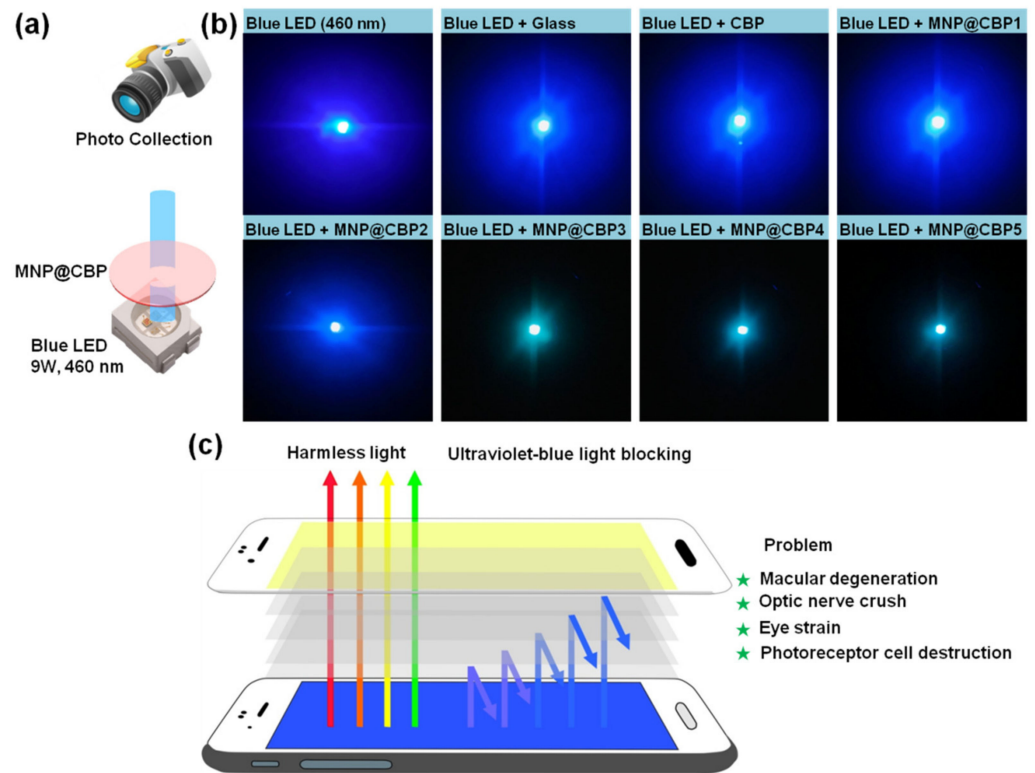 (a)
Photo Collection
MNP@CBP
Blue LED
9W, 460 nm
(b)
Blue LED (460 nm)
Blue LED + Glass
Blue LED + CBP
Blue LED + MNP@CBP1
Blue LED + MNP@CBP2
Blue LED + MNP@CBP3
Blue LED + MNP@CBP4
Blue LED + MNP@CBP5
(c)
Harmless light
Ultraviolet-blue light blocking
Problem
Macular degeneration
Optic nerve crush
Eye strain
Photoreceptor cell destruction